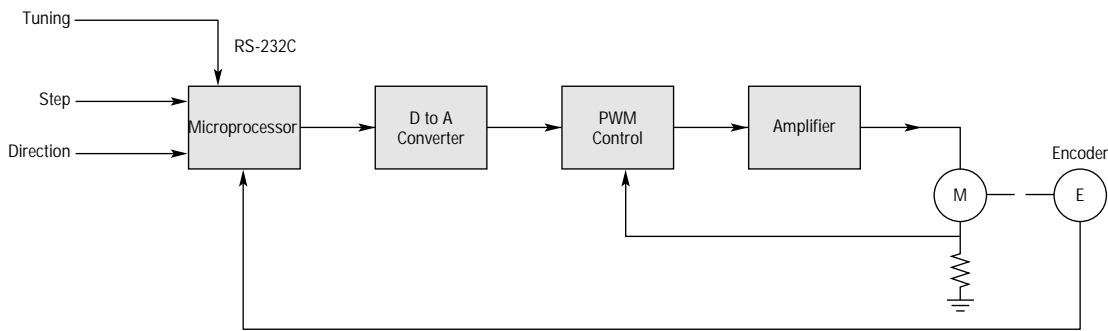 Tuning
RS-232C
Step
Direction
Microprocessor
D to A
Converter
PWM
Control
Amplifier
Encoder
M
E